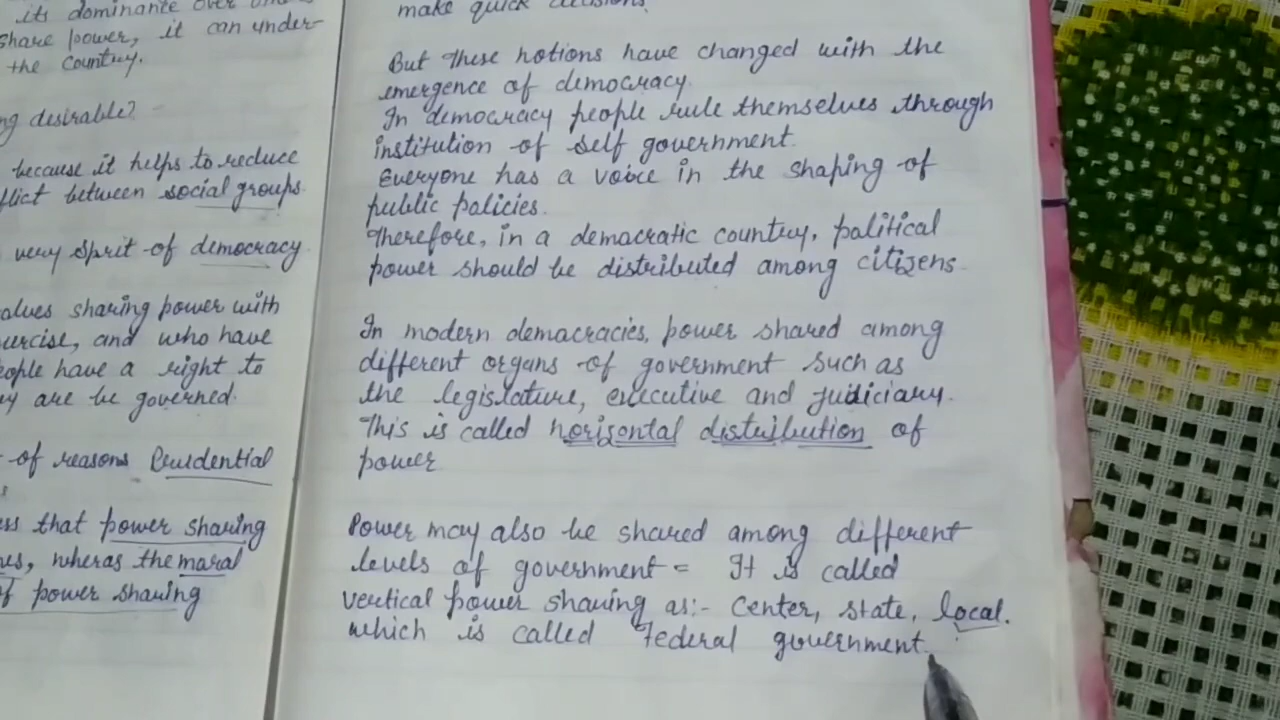 its dominante over
share power, it can under-
the country.
ng desirable?
because it helps to reduce
flict between social groups.
very sprit of democracy.
alues sharing power with
ercise, and who have
eople have a right to
ey are be governed.
of reasons Prudential
ess that power sharing
es, wheras the moral
of power sharing
make quick decisions.
But these notions have changed with the
emergence of democracy.
In democracy people rule themselves through
institution of self government.
Everyone has a voice in the shaping of
public policies.
Therefore, in a democratic country, political
power should be distributed among citizens.
In modern democracies, power shared among
different organs of government such as
the legislature, executive and judiciary.
This is called horizontal distribution of
power
Power may also be shared among different
levels of government = It is called
vertical power sharing as:- Center, state, local.
which is called Federal government.